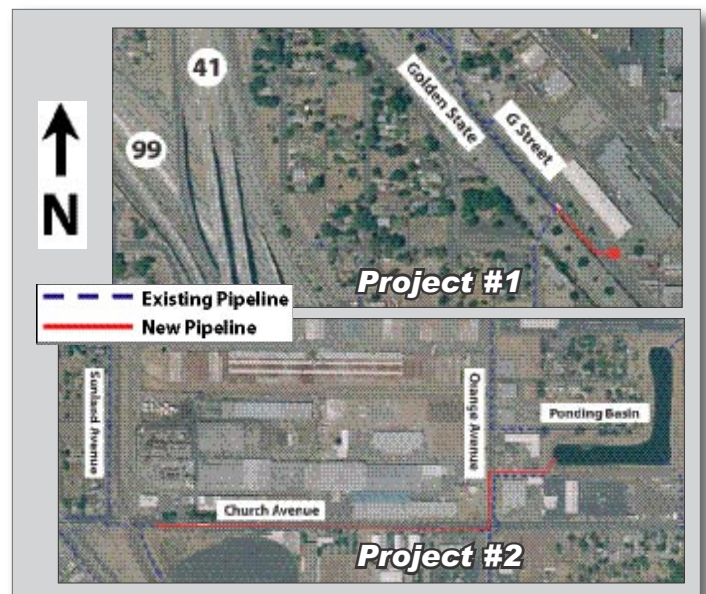 41
99
Golden State
G Street
N
Project #1
Existing Pipeline
New Pipeline
Sunland Avenue
Orange Avenue
Ponding Basin
Church Avenue
Project #2